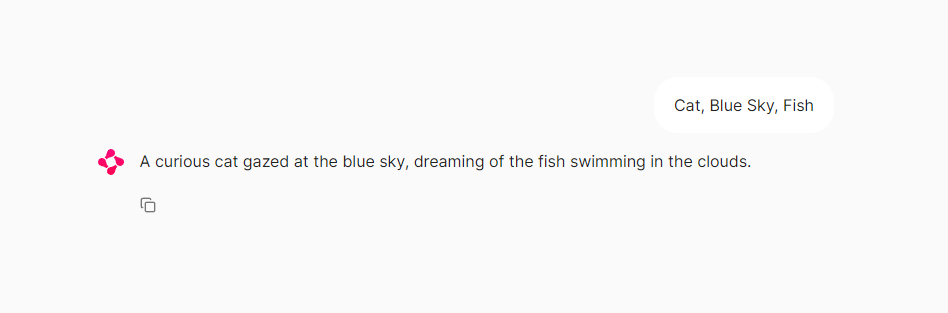 Cat, Blue Sky, Fish
A curious cat gazed at the blue sky, dreaming of the fish swimming in the clouds.